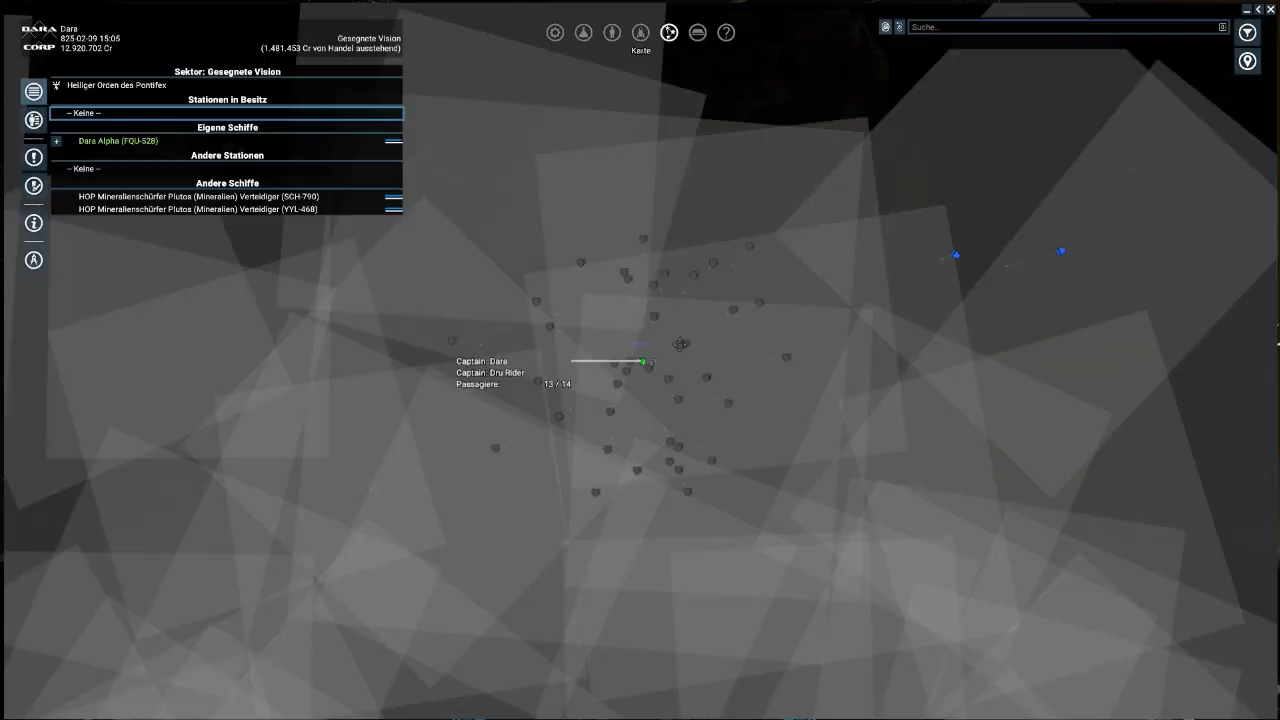 DARA
CORP
Dara
825-02-09 15:05
12.920.702 Cr
Gesegnete Vision
(1.481.453 Cr von Handel ausstehend)
Karte
Suche...
Sektor: Gesegnete Vision
Heiliger Orden des Pontifex
Stationen in Besitz
-- Keine --
Eigene Schiffe
Dara Alpha (FQU-528)
Andere Stationen
-- Keine --
Andere Schiffe
HOP Mineralienschürfer Plutos (Mineralien) Verteidiger (SCH-790)
HOP Mineralienschürfer Plutos (Mineralien) Verteidiger (YYL-468)
Captain: Dara
Captain: Dru Rider
Passagiere: 13 / 14